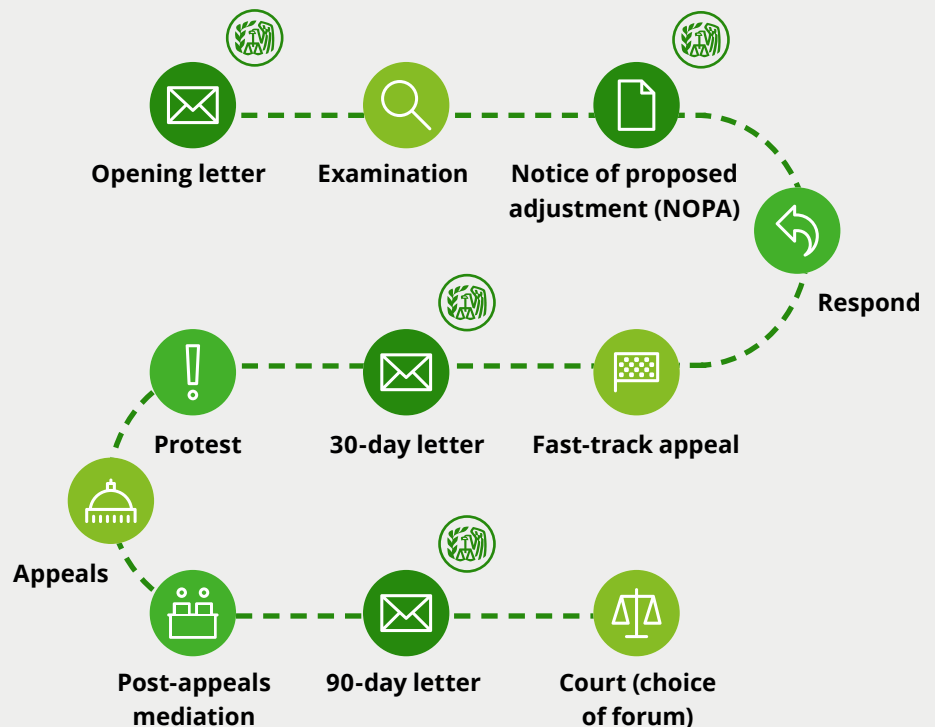 Opening letter
Examination
Notice of proposed
adjustment (NOPA)
Respond
Fast-track appeal
30-day letter
Protest
Appeals
Post-appeals
mediation
90-day letter
Court (choice
of forum)